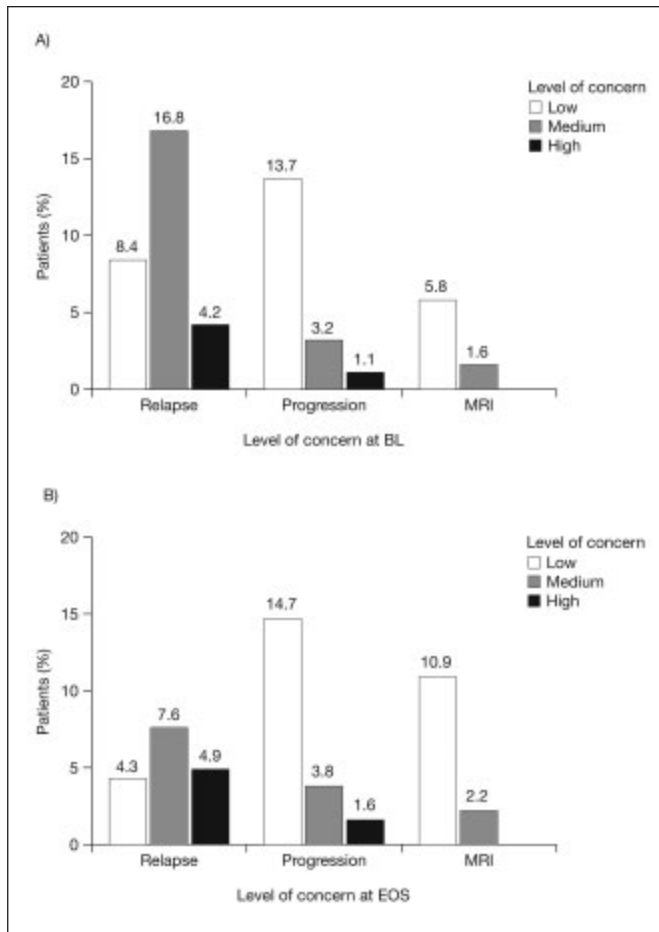 A)
Level of concern
Low
Medium
High
Patients (%)
20
15
10
5
0
8.4
16.8
4.2
13.7
3.2
1.1
5.8
1.6
Relapse Progression MRI
Level of concern at BL
B)
Level of concern
Low
Medium
High
Patients (%)
20
15
10
5
0
4.3
7.6
4.9
14.7
3.8
1.6
10.9
2.2
Relapse Progression MRI
Level of concern at EOS